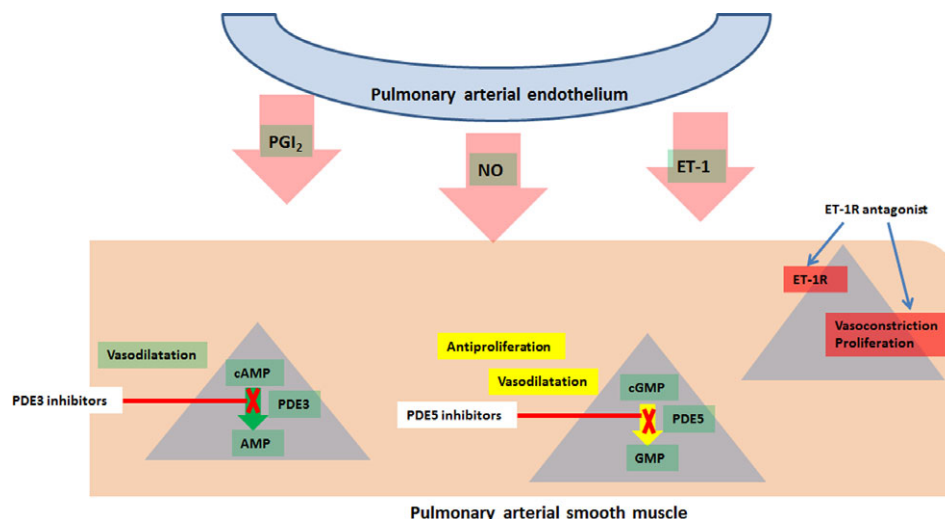 Pulmonary arterial endothelium
PGI₂
NO
ET-1
ET-1R antagonist
ET-1R
Vasoconstriction
Proliferation
Vasodilatation
Antiproliferation
Vasodilatation
cAMP
cGMP
PDE3 inhibitors
PDE3
PDE5 inhibitors
PDE5
AMP
GMP
Pulmonary arterial smooth muscle